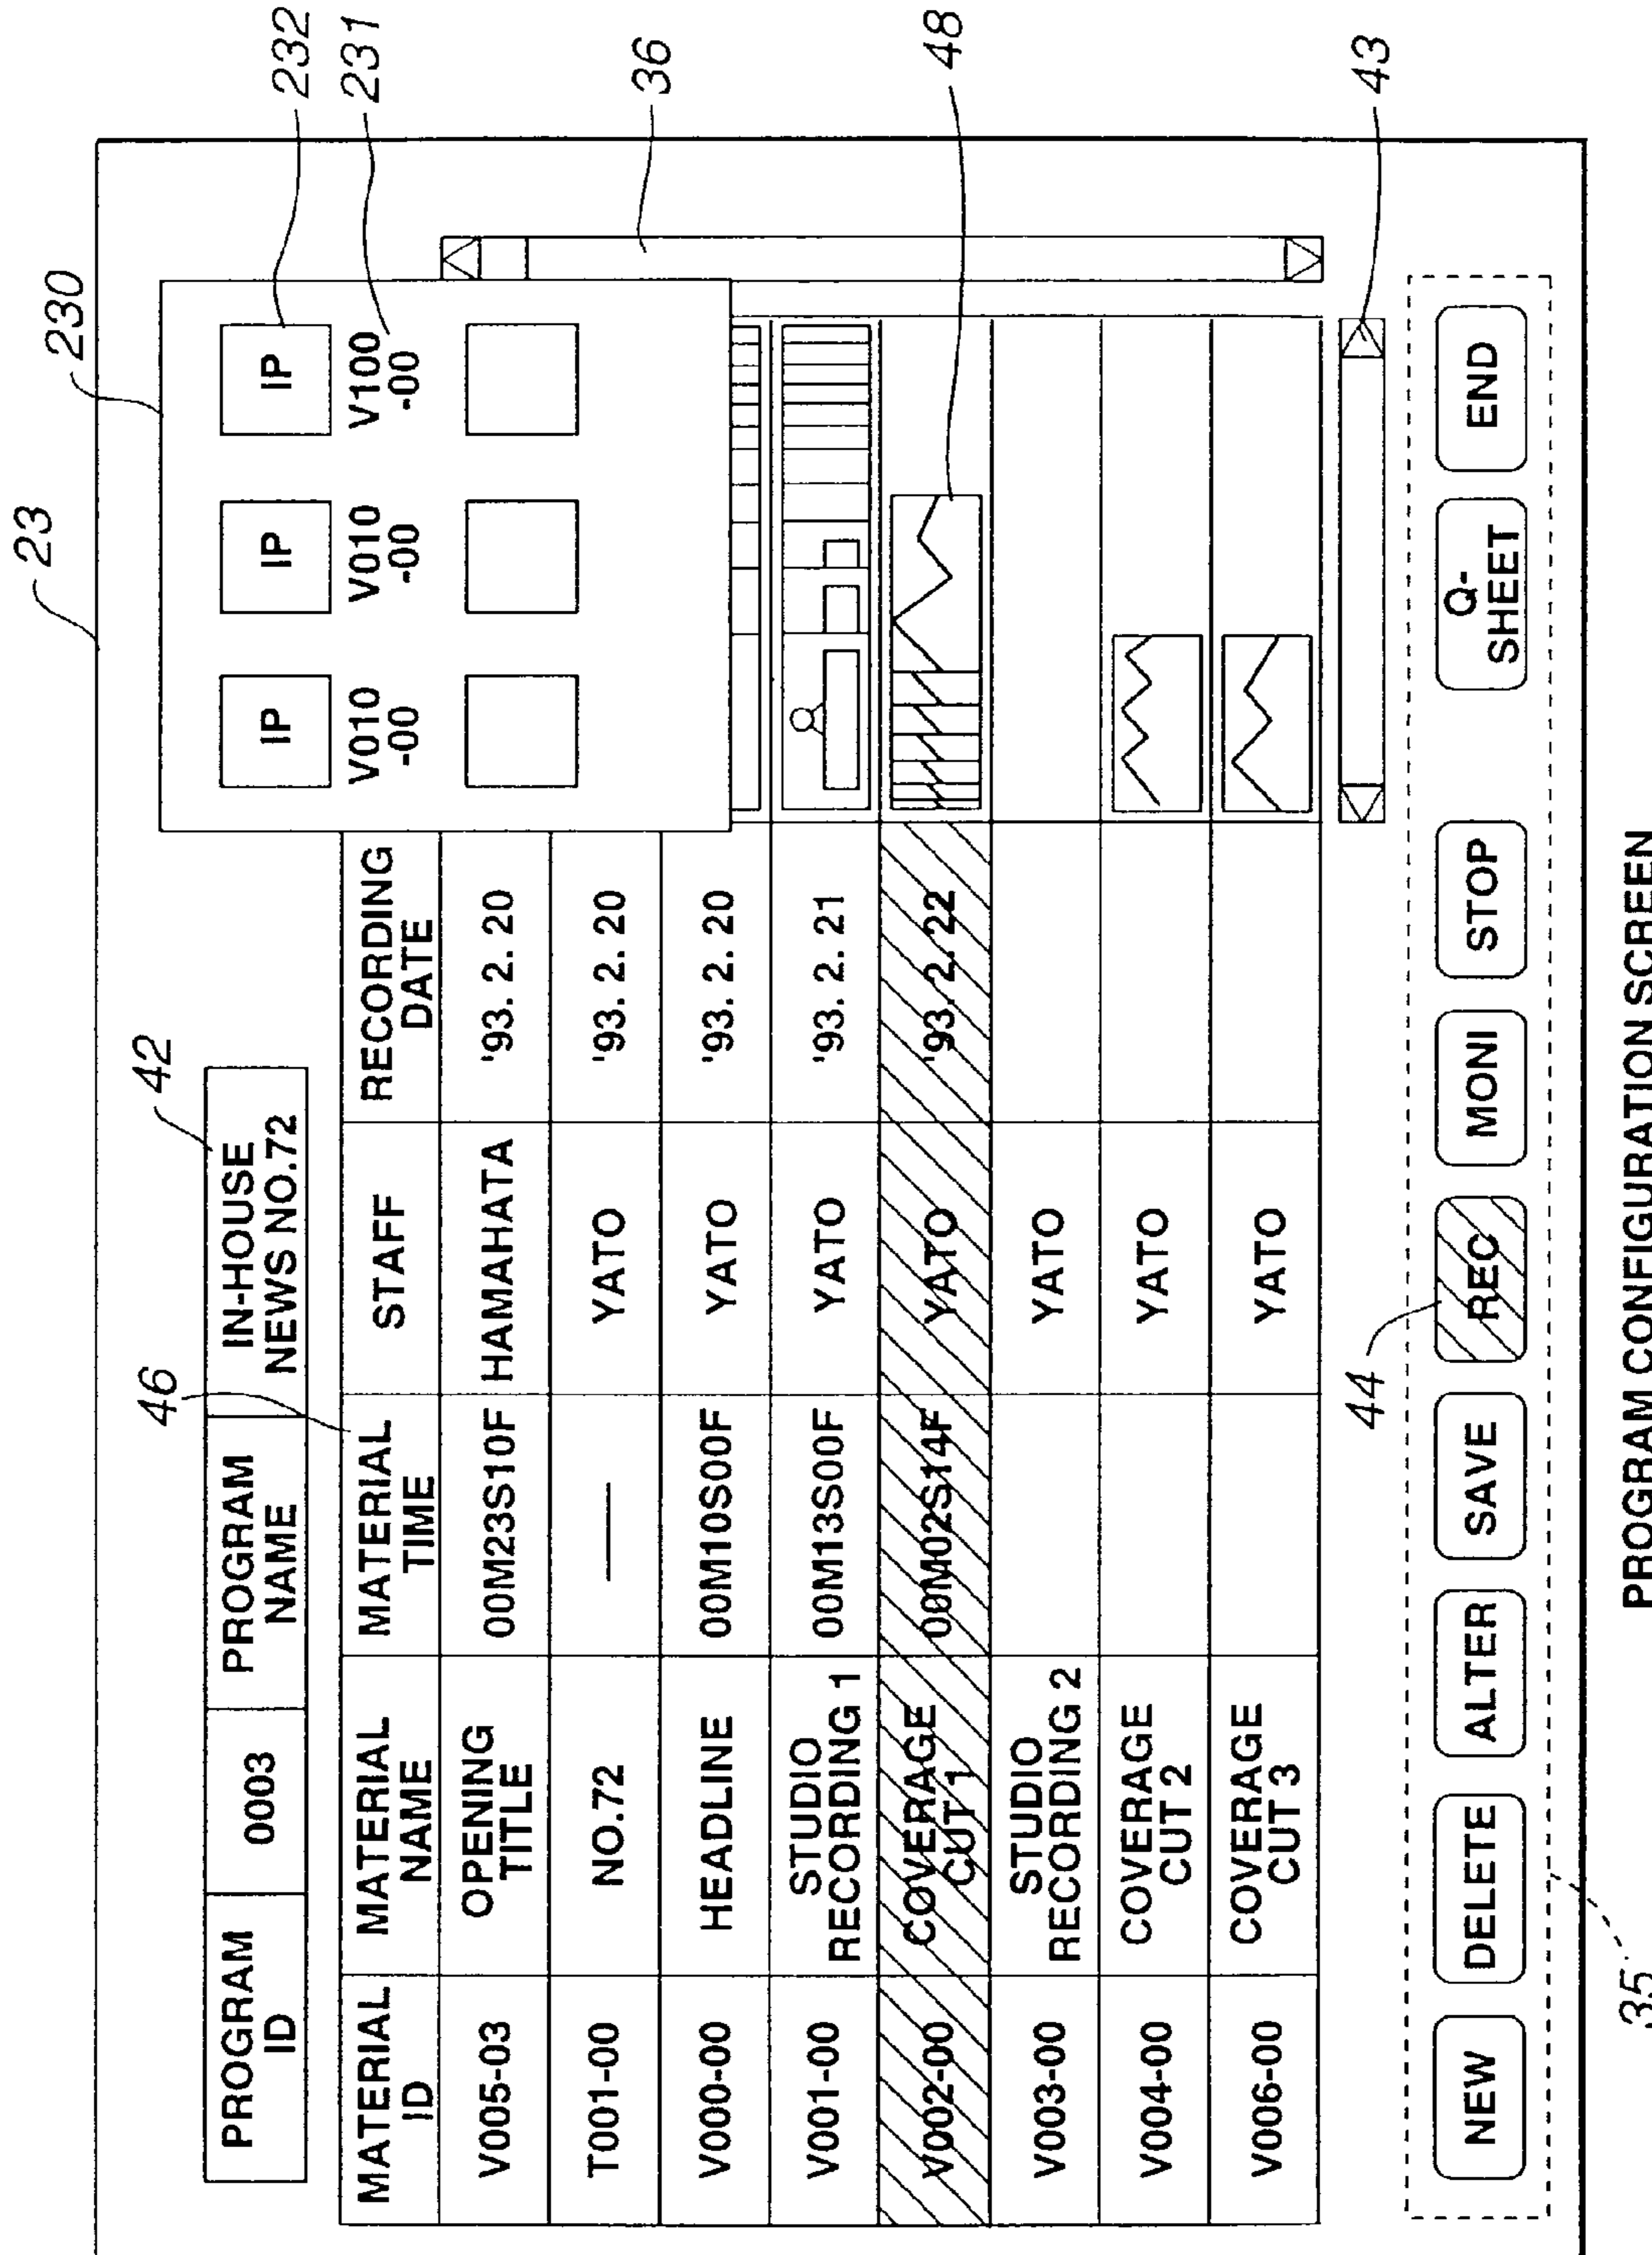 23
230
232
231
36
48
43
42
46
44
35
IP
IP
IP
V010
-00
V010
-00
V100
-00
PROGRAM
ID
0003
PROGRAM
NAME
IN-HOUSE
NEWS NO.72
MATERIAL
ID
MATERIAL
NAME
MATERIAL
TIME
STAFF
RECORDING
DATE
V005-03
OPENING
TITLE
00M23S10F
HAMAHATA
'93. 2. 20
T001-00
NO.72
—
YATO
'93. 2. 20
V000-00
HEADLINE
00M10S00F
YATO
'93. 2. 20
V001-00
STUDIO
RECORDING 1
00M13S00F
YATO
'93. 2. 21
V002-00
COVERAGE
CUT 1
00M02S14F
YATO
'93. 2. 22
V003-00
STUDIO
RECORDING 2
YATO
V004-00
COVERAGE
CUT 2
YATO
V006-00
COVERAGE
CUT 3
YATO
NEW
DELETE
ALTER
SAVE
REC
MONI
STOP
Q-
SHEET
END
PROGRAM CONFIGURATION SCREEN